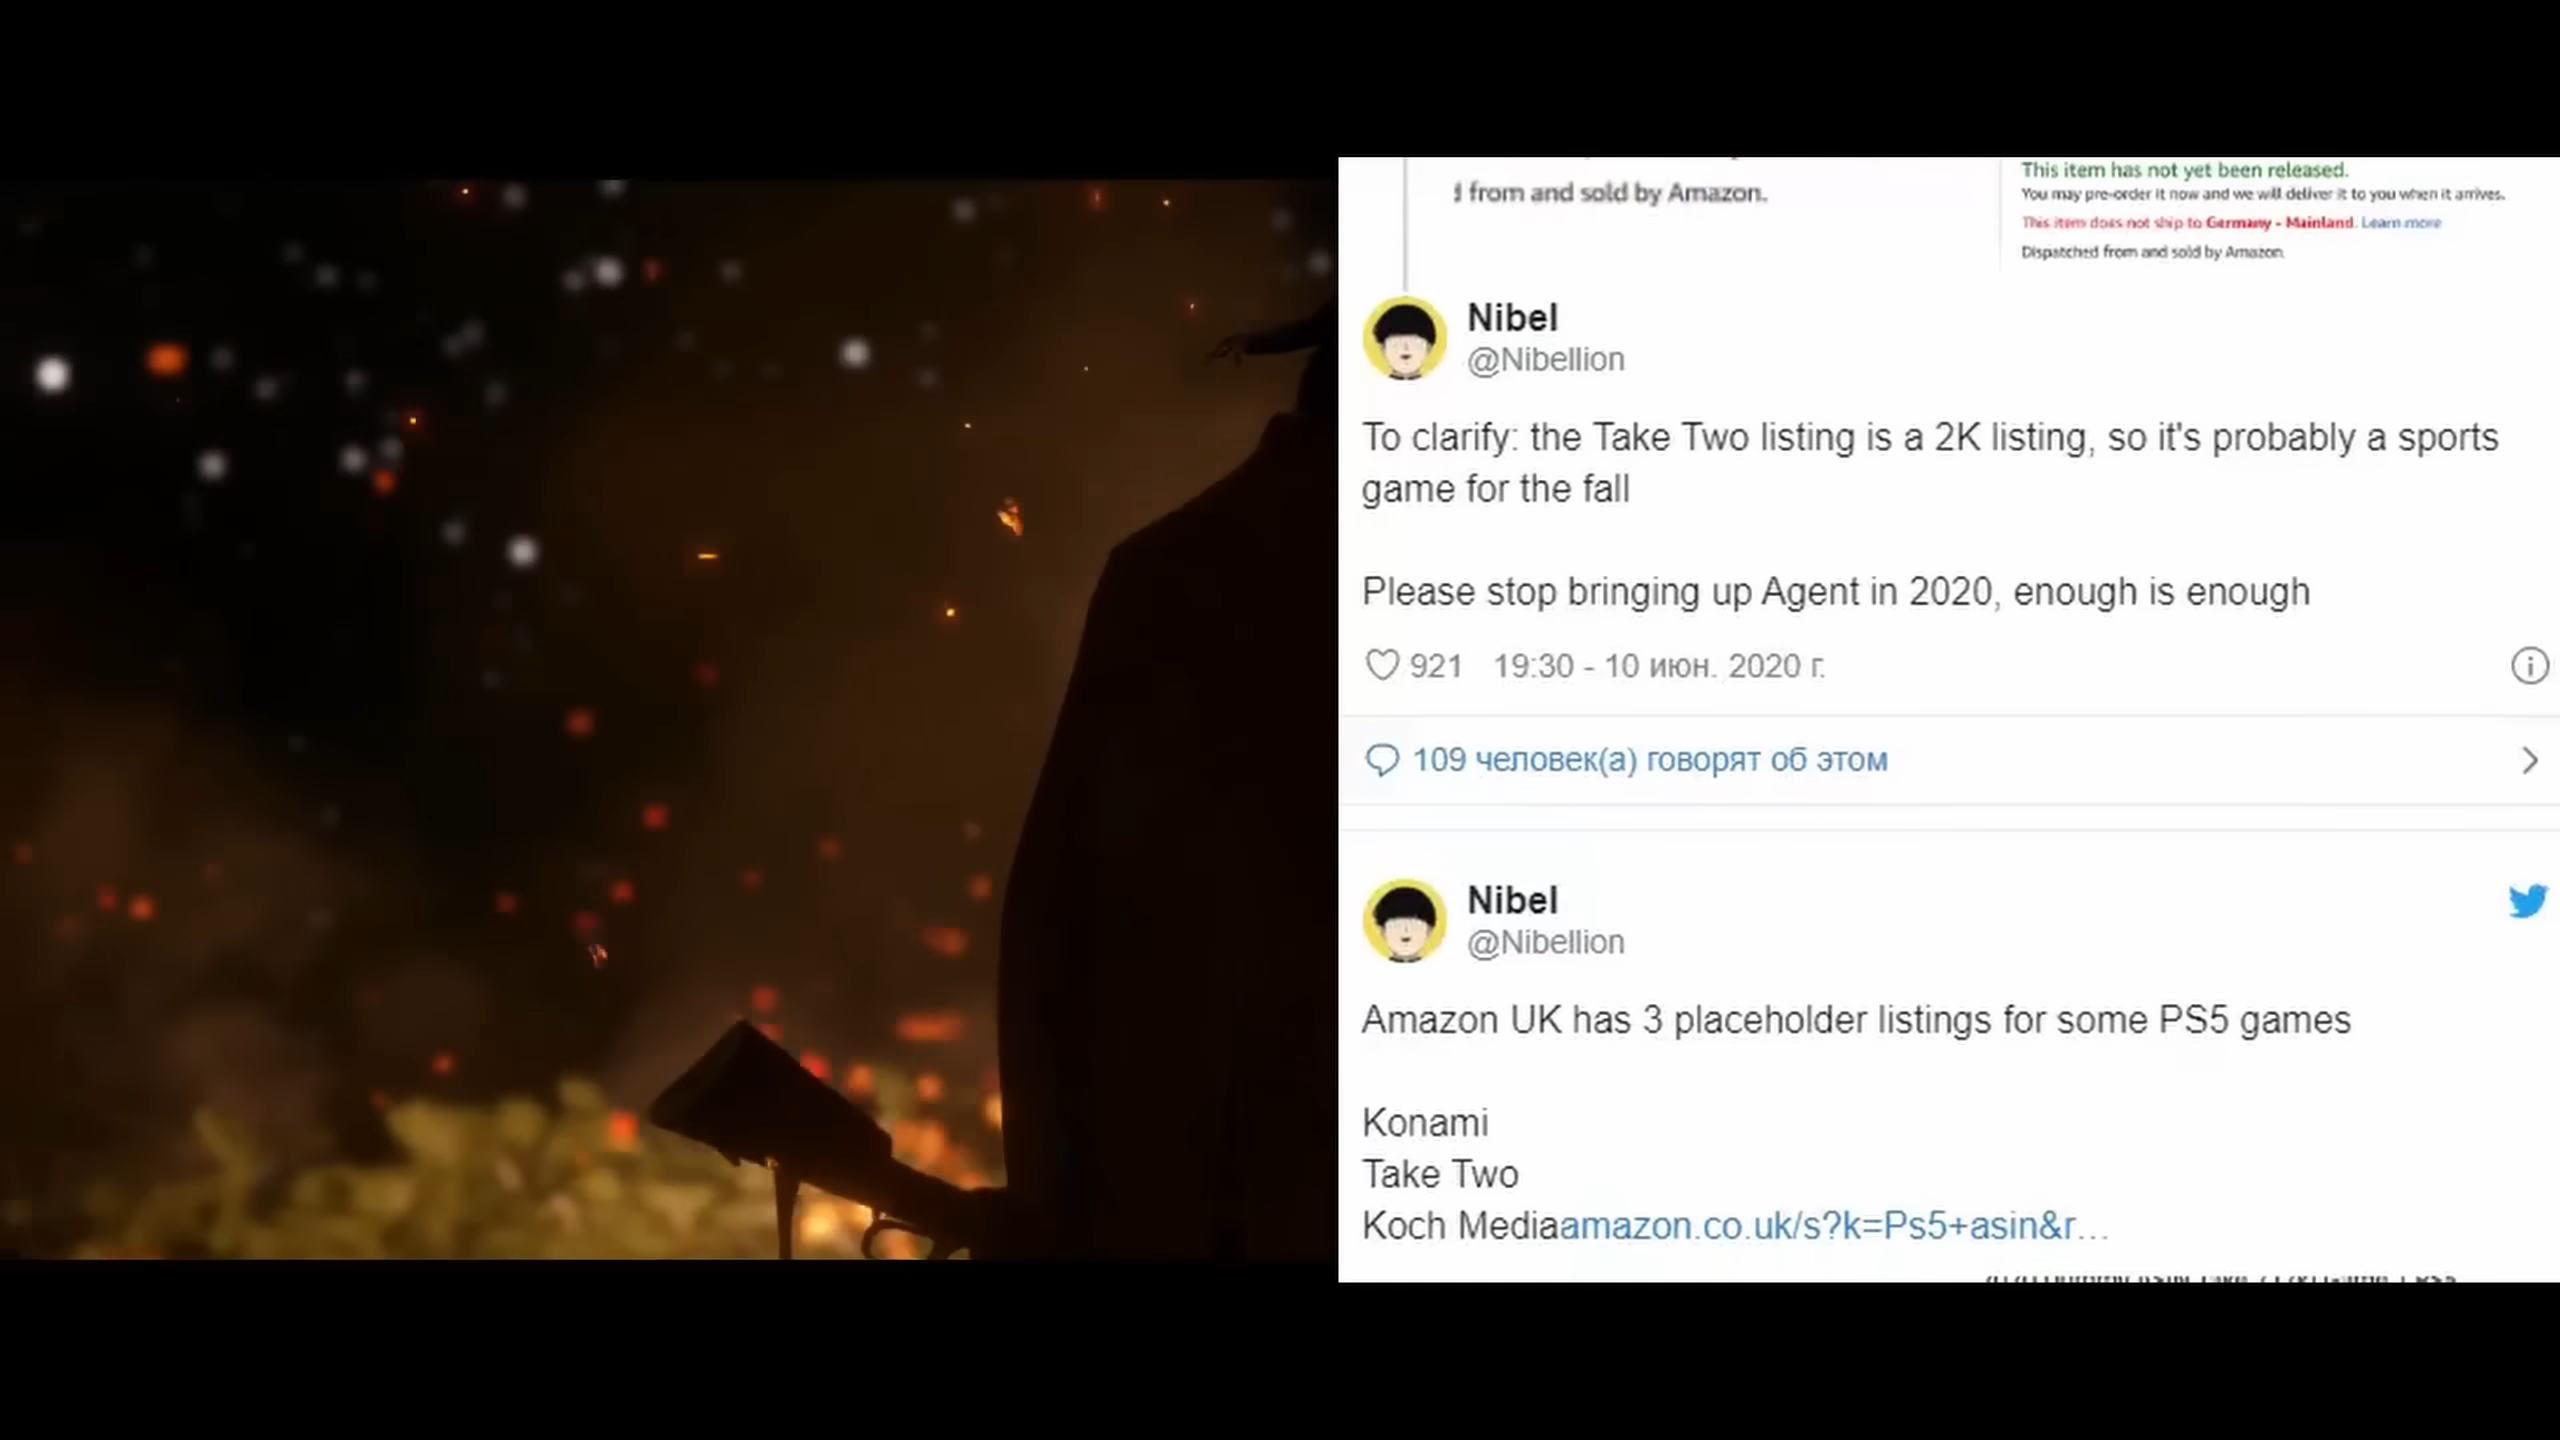 from and sold by Amazon.
This item has not yet been released.
You may pre-order it now and we will deliver it to you when it arrives.
This item does not ship to Germany - Mainland. Learn more
Dispatched from and sold by Amazon.
Nibel
@Nibellion
To clarify: the Take Two listing is a 2K listing, so it's probably a sports
game for the fall
Please stop bringing up Agent in 2020, enough is enough
921 19:30 - 10 июн. 2020 г.
109 человек(а) говорят об этом
Nibel
@Nibellion
Amazon UK has 3 placeholder listings for some PS5 games
Konami
Take Two
Koch Mediaamazon.co.uk/s?k=Ps5+asin&r…